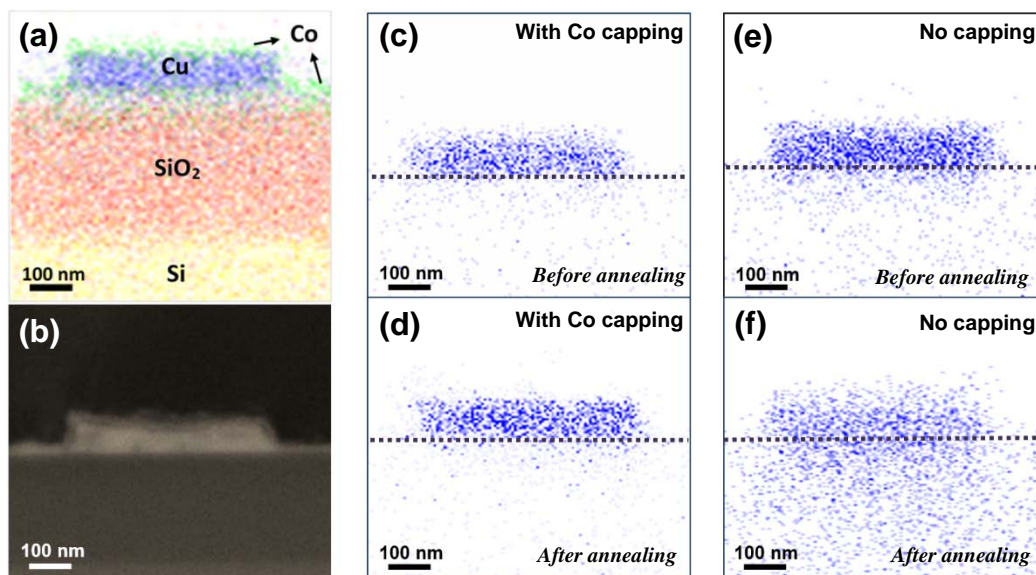 (a)
Co
Cu
SiO₂
Si
100 nm
(b)
100 nm
(c)
With Co capping
100 nm
Before annealing
(d)
With Co capping
100 nm
After annealing
(e)
No capping
100 nm
Before annealing
(f)
No capping
100 nm
After annealing